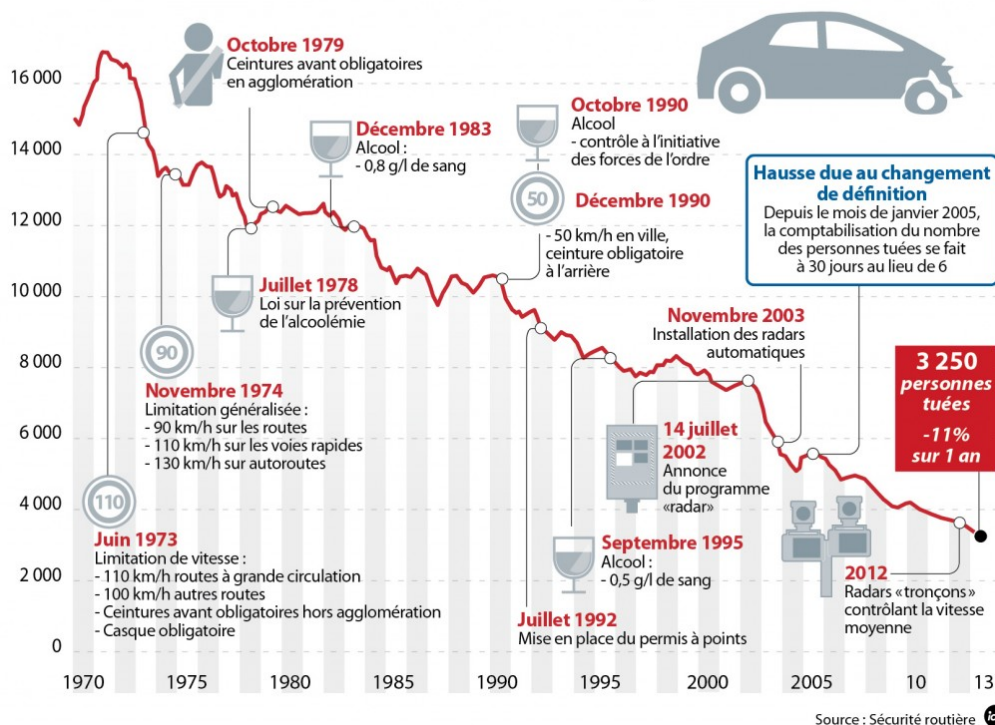 16 000
14 000
12 000
10 000
8 000
6 000
4 000
2 000
0
Octobre 1979
Ceintures avant obligatoires
en agglomération
Décembre 1983
Alcool :
- 0,8 g/l de sang
Octobre 1990
Alcool
- contrôle à l'initiative
des forces de l'ordre
50
Décembre 1990
- 50 km/h en ville,
ceinture obligatoire
à l'arrière
Hausse due au changement
de définition
Depuis le mois de janvier 2005,
la comptabilisation du nombre
des personnes tuées se fait
à 30 jours au lieu de 6
Juillet 1978
Loi sur la prévention
de l'alcoolémie
Novembre 2003
Installation des radars
automatiques
90
Novembre 1974
Limitation généralisée :
- 90 km/h sur les routes
- 110 km/h sur les voies rapides
- 130 km/h sur autoroutes
3 250
personnes
tuées
-11%
sur 1 an
14 juillet
2002
Annonce
du programme
«radar»
110
Juin 1973
Limitation de vitesse :
- 110 km/h routes à grande circulation
- 100 km/h autres routes
- Ceintures avant obligatoires hors agglomération
- Casque obligatoire
Septembre 1995
Alcool :
- 0,5 g/l de sang
Juillet 1992
Mise en place du permis à points
2012
Radars «tronçons»
contrôlant la vitesse
moyenne
1970 1975 1980 1985 1990 1995 2000 2005 10 13
Source : Sécurité routière